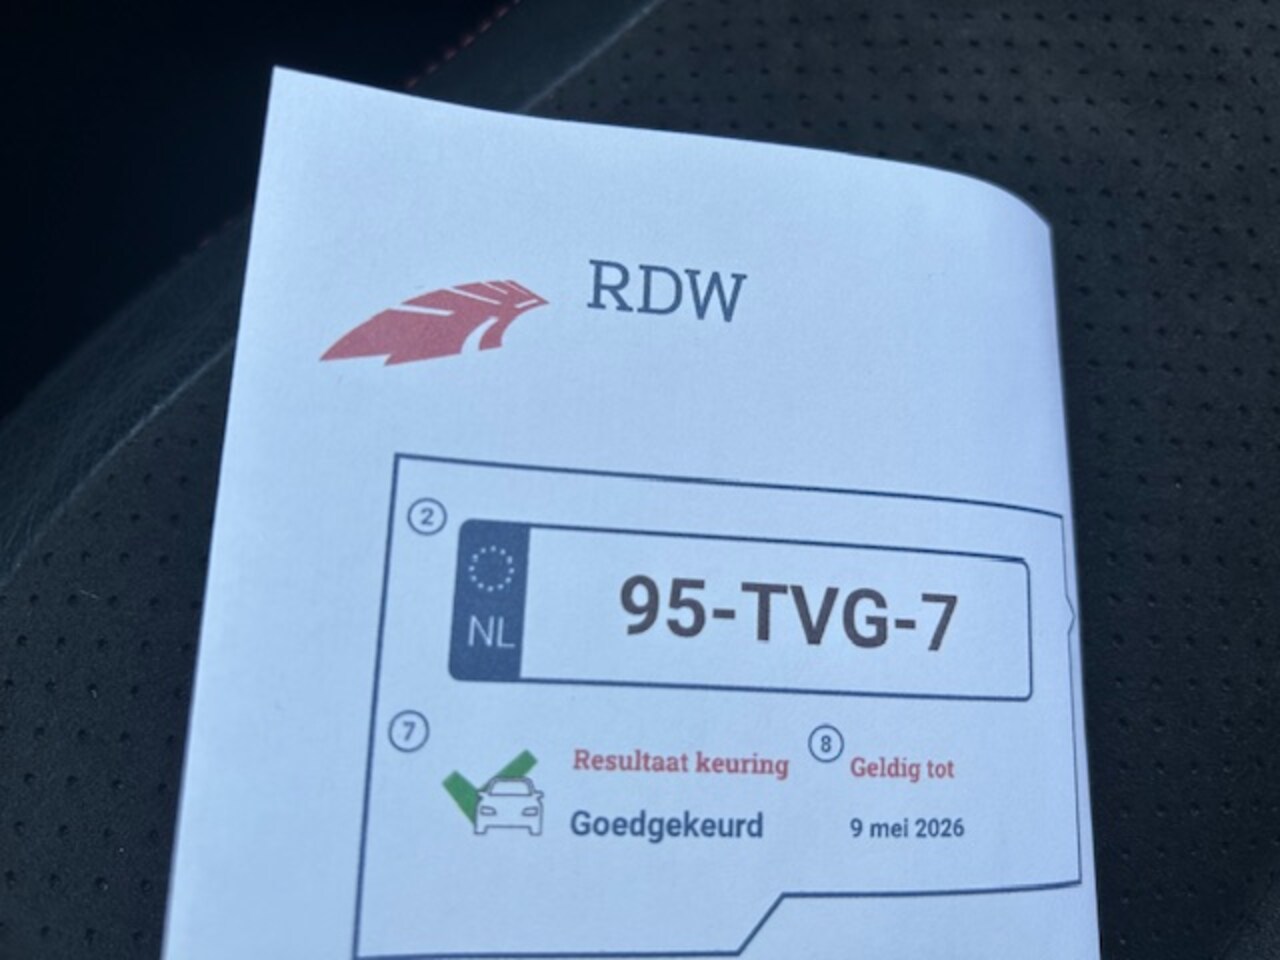 RDW
2
NL
95-TVG-7
7
Resultaat keuring
Goedgekeurd
8
Geldig tot
9 mei 2026